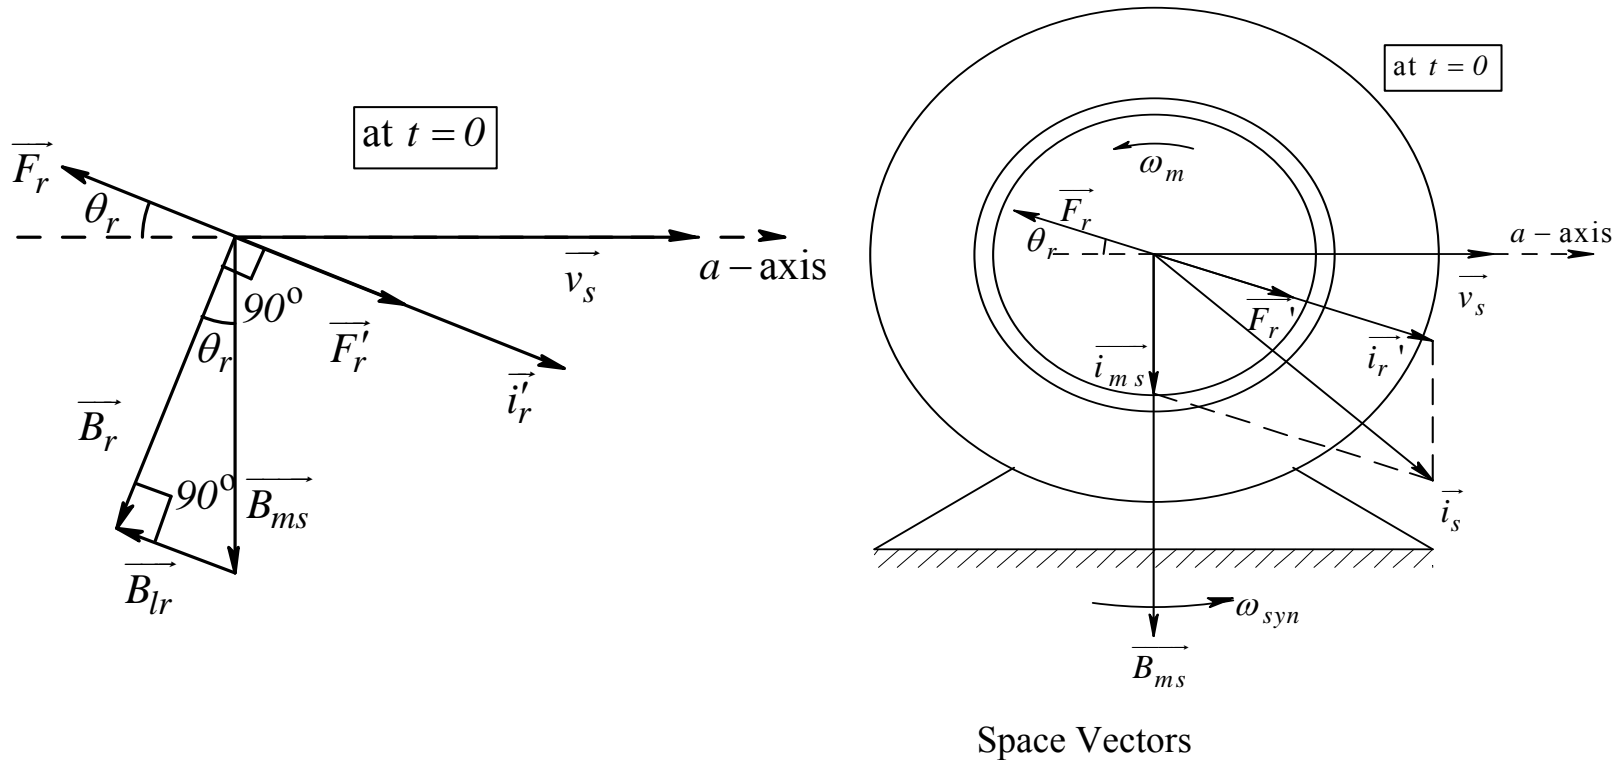 at t = 0
F_r
θ_r
v_s
a – axis
90°
θ_r
F_r'
i_r'
B_r
90°
B_ms
B_lr
at t = 0
ω_m
F_r
θ_r
a – axis
v_s
F_r'
i_ms
i_r'
i_s
ω_syn
B_ms
Space Vectors